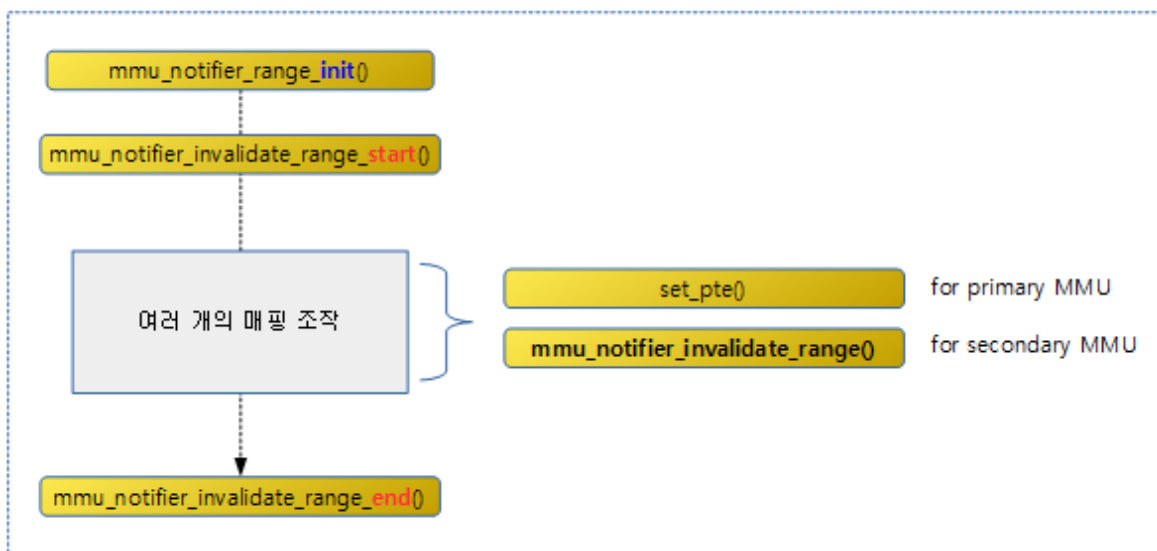 mmu_notifier_range_init()
mmu_notifier_invalidate_range_start()
여러 개의 매핑 조작
set_pte()
for primary MMU
mmu_notifier_invalidate_range()
for secondary MMU
mmu_notifier_invalidate_range_end()